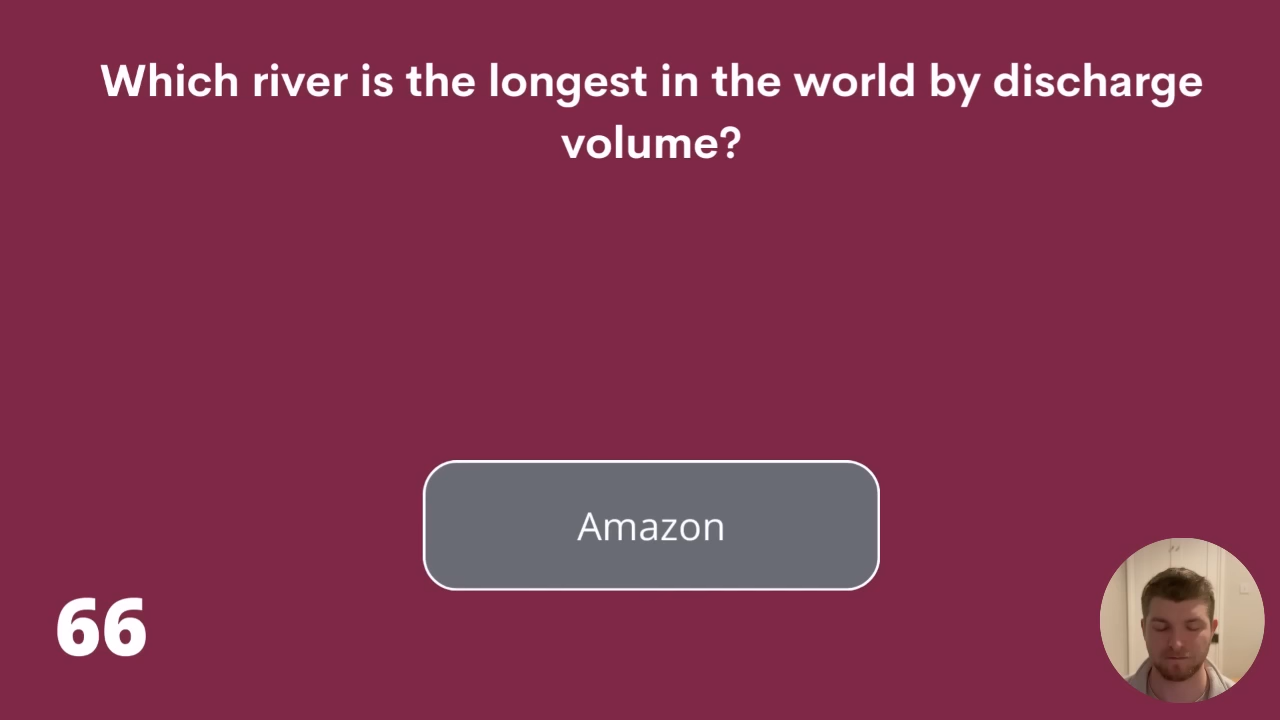 Which river is the longest in the world by discharge
volume?
Amazon
66